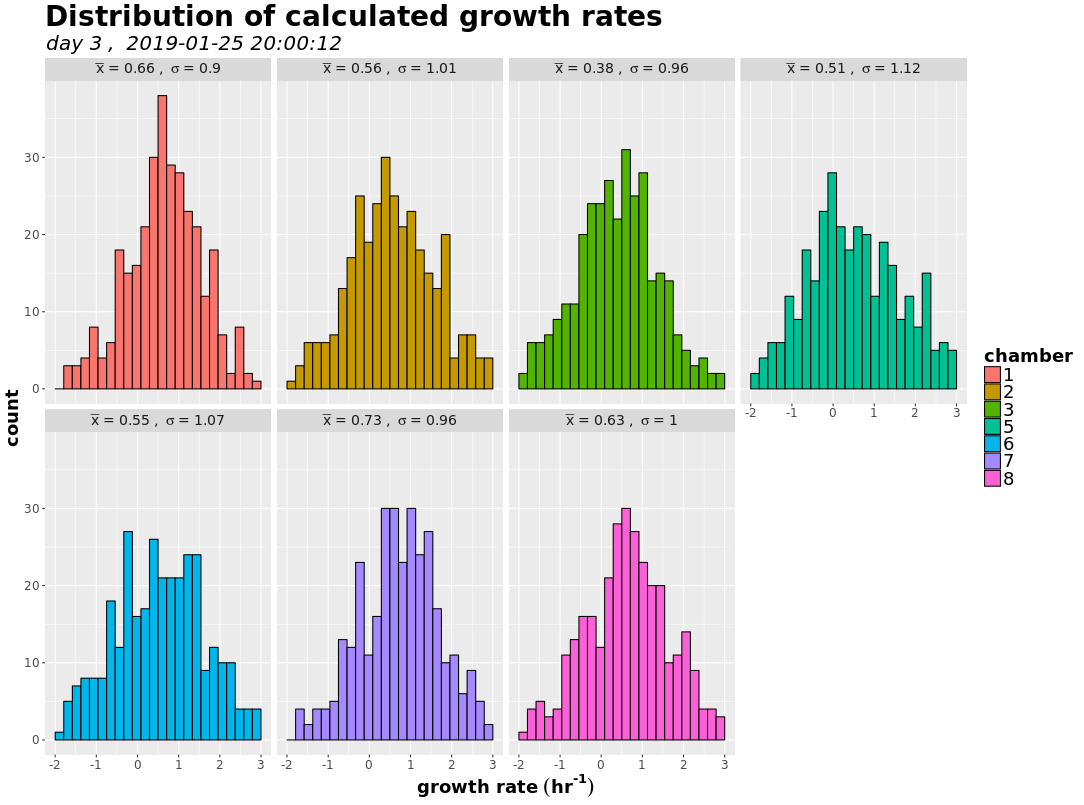 Distribution of calculated growth rates
day 3 ,  2019-01-25 20:00:12
x̅ = 0.66 ,  σ = 0.9
x̅ = 0.56 ,  σ = 1.01
x̅ = 0.38 ,  σ = 0.96
x̅ = 0.51 ,  σ = 1.12
30
20
10
0
-2 -1 0 1 2 3
x̅ = 0.55 ,  σ = 1.07
x̅ = 0.73 ,  σ = 0.96
x̅ = 0.63 ,  σ = 1
30
20
10
0
-2 -1 0 1 2 3
-2 -1 0 1 2 3
-2 -1 0 1 2 3
count
growth rate (hr⁻¹)
chamber
1
2
3
5
6
7
8